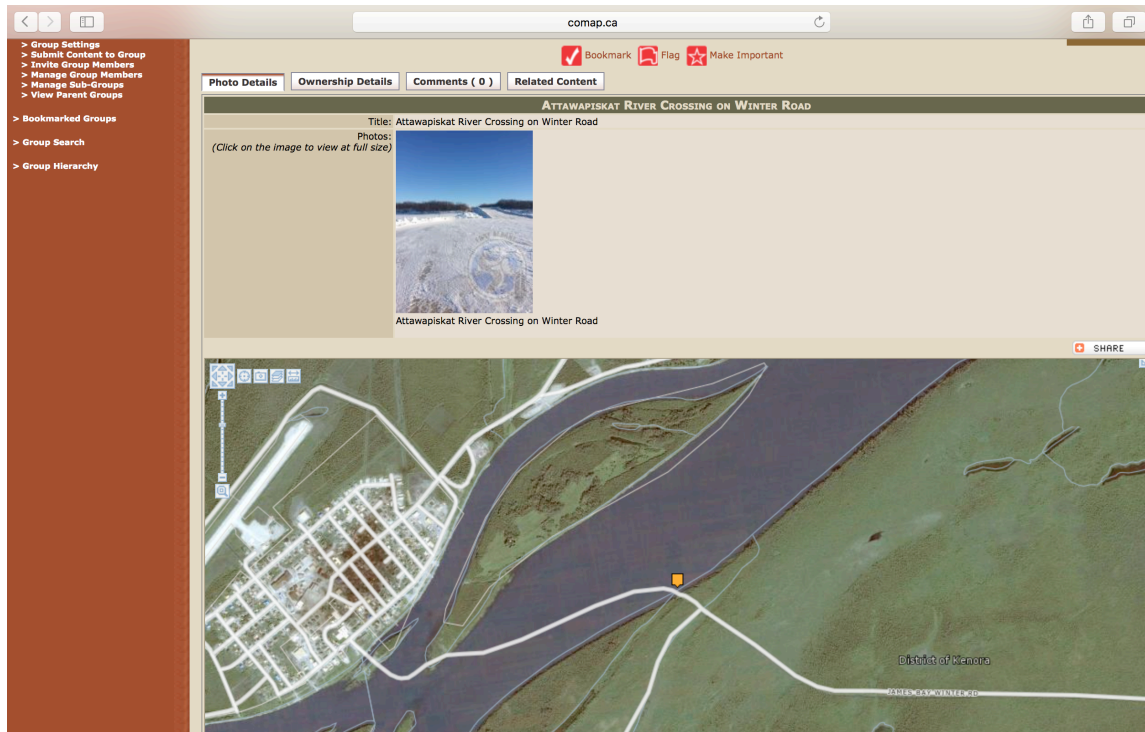 comap.ca
> Group Settings
> Submit Content to Group
> Invite Group Members
> Manage Group Members
> Manage Sub-Groups
> View Parent Groups
> Bookmarked Groups
> Group Search
> Group Hierarchy
Bookmark Flag Make Important
Photo Details Ownership Details Comments ( 0 ) Related Content
ATTAWAPISKAT RIVER CROSSING ON WINTER ROAD
Title: Attawapiskat River Crossing on Winter Road
Photos:
(Click on the image to view at full size)
Attawapiskat River Crossing on Winter Road
SHARE
District of Kenora
JAMES BAY WINTER RD